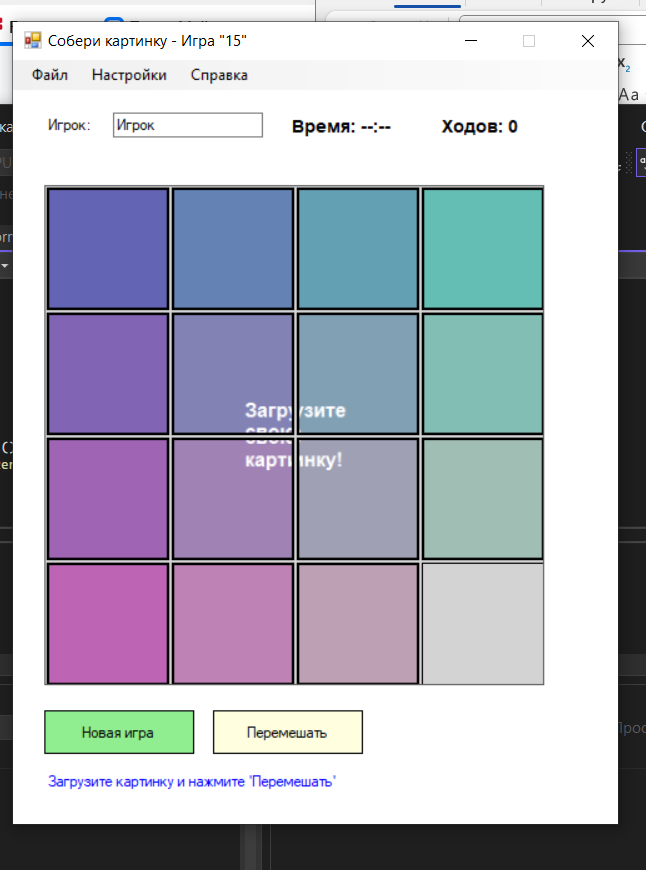 Собери картинку - Игра "15"
Файл Настройки Справка
Игрок: Игрок Время: --:-- Ходов: 0
Загрузите
свою
картинку!
Новая игра Перемешать
Загрузите картинку и нажмите 'Перемешать'